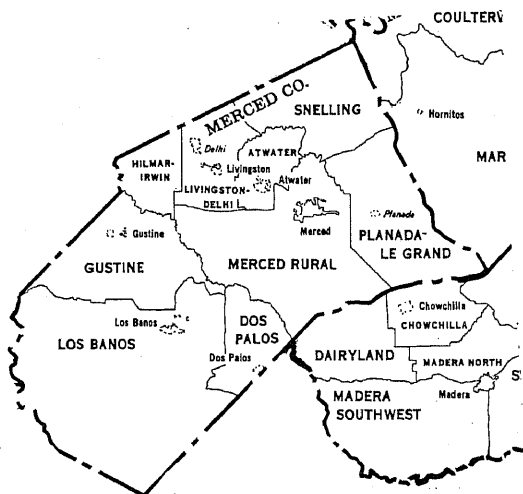 COULTERV
MERCED CO.
SNELLING
Hornitos
Delhi
ATWATER
HILMAR-
IRWIN
Livingston
Atwater
MAR
LIVINGSTON-
DELHI
Planada
Merced
Gustine
PLANADA-
LE GRAND
GUSTINE
MERCED RURAL
Chowchilla
Los Banos
DOS
PALOS
CHOWCHILLA
LOS BANOS
Dos Palos
DAIRYLAND
MADERA NORTH
MADERA
SOUTHWEST
Madera
S